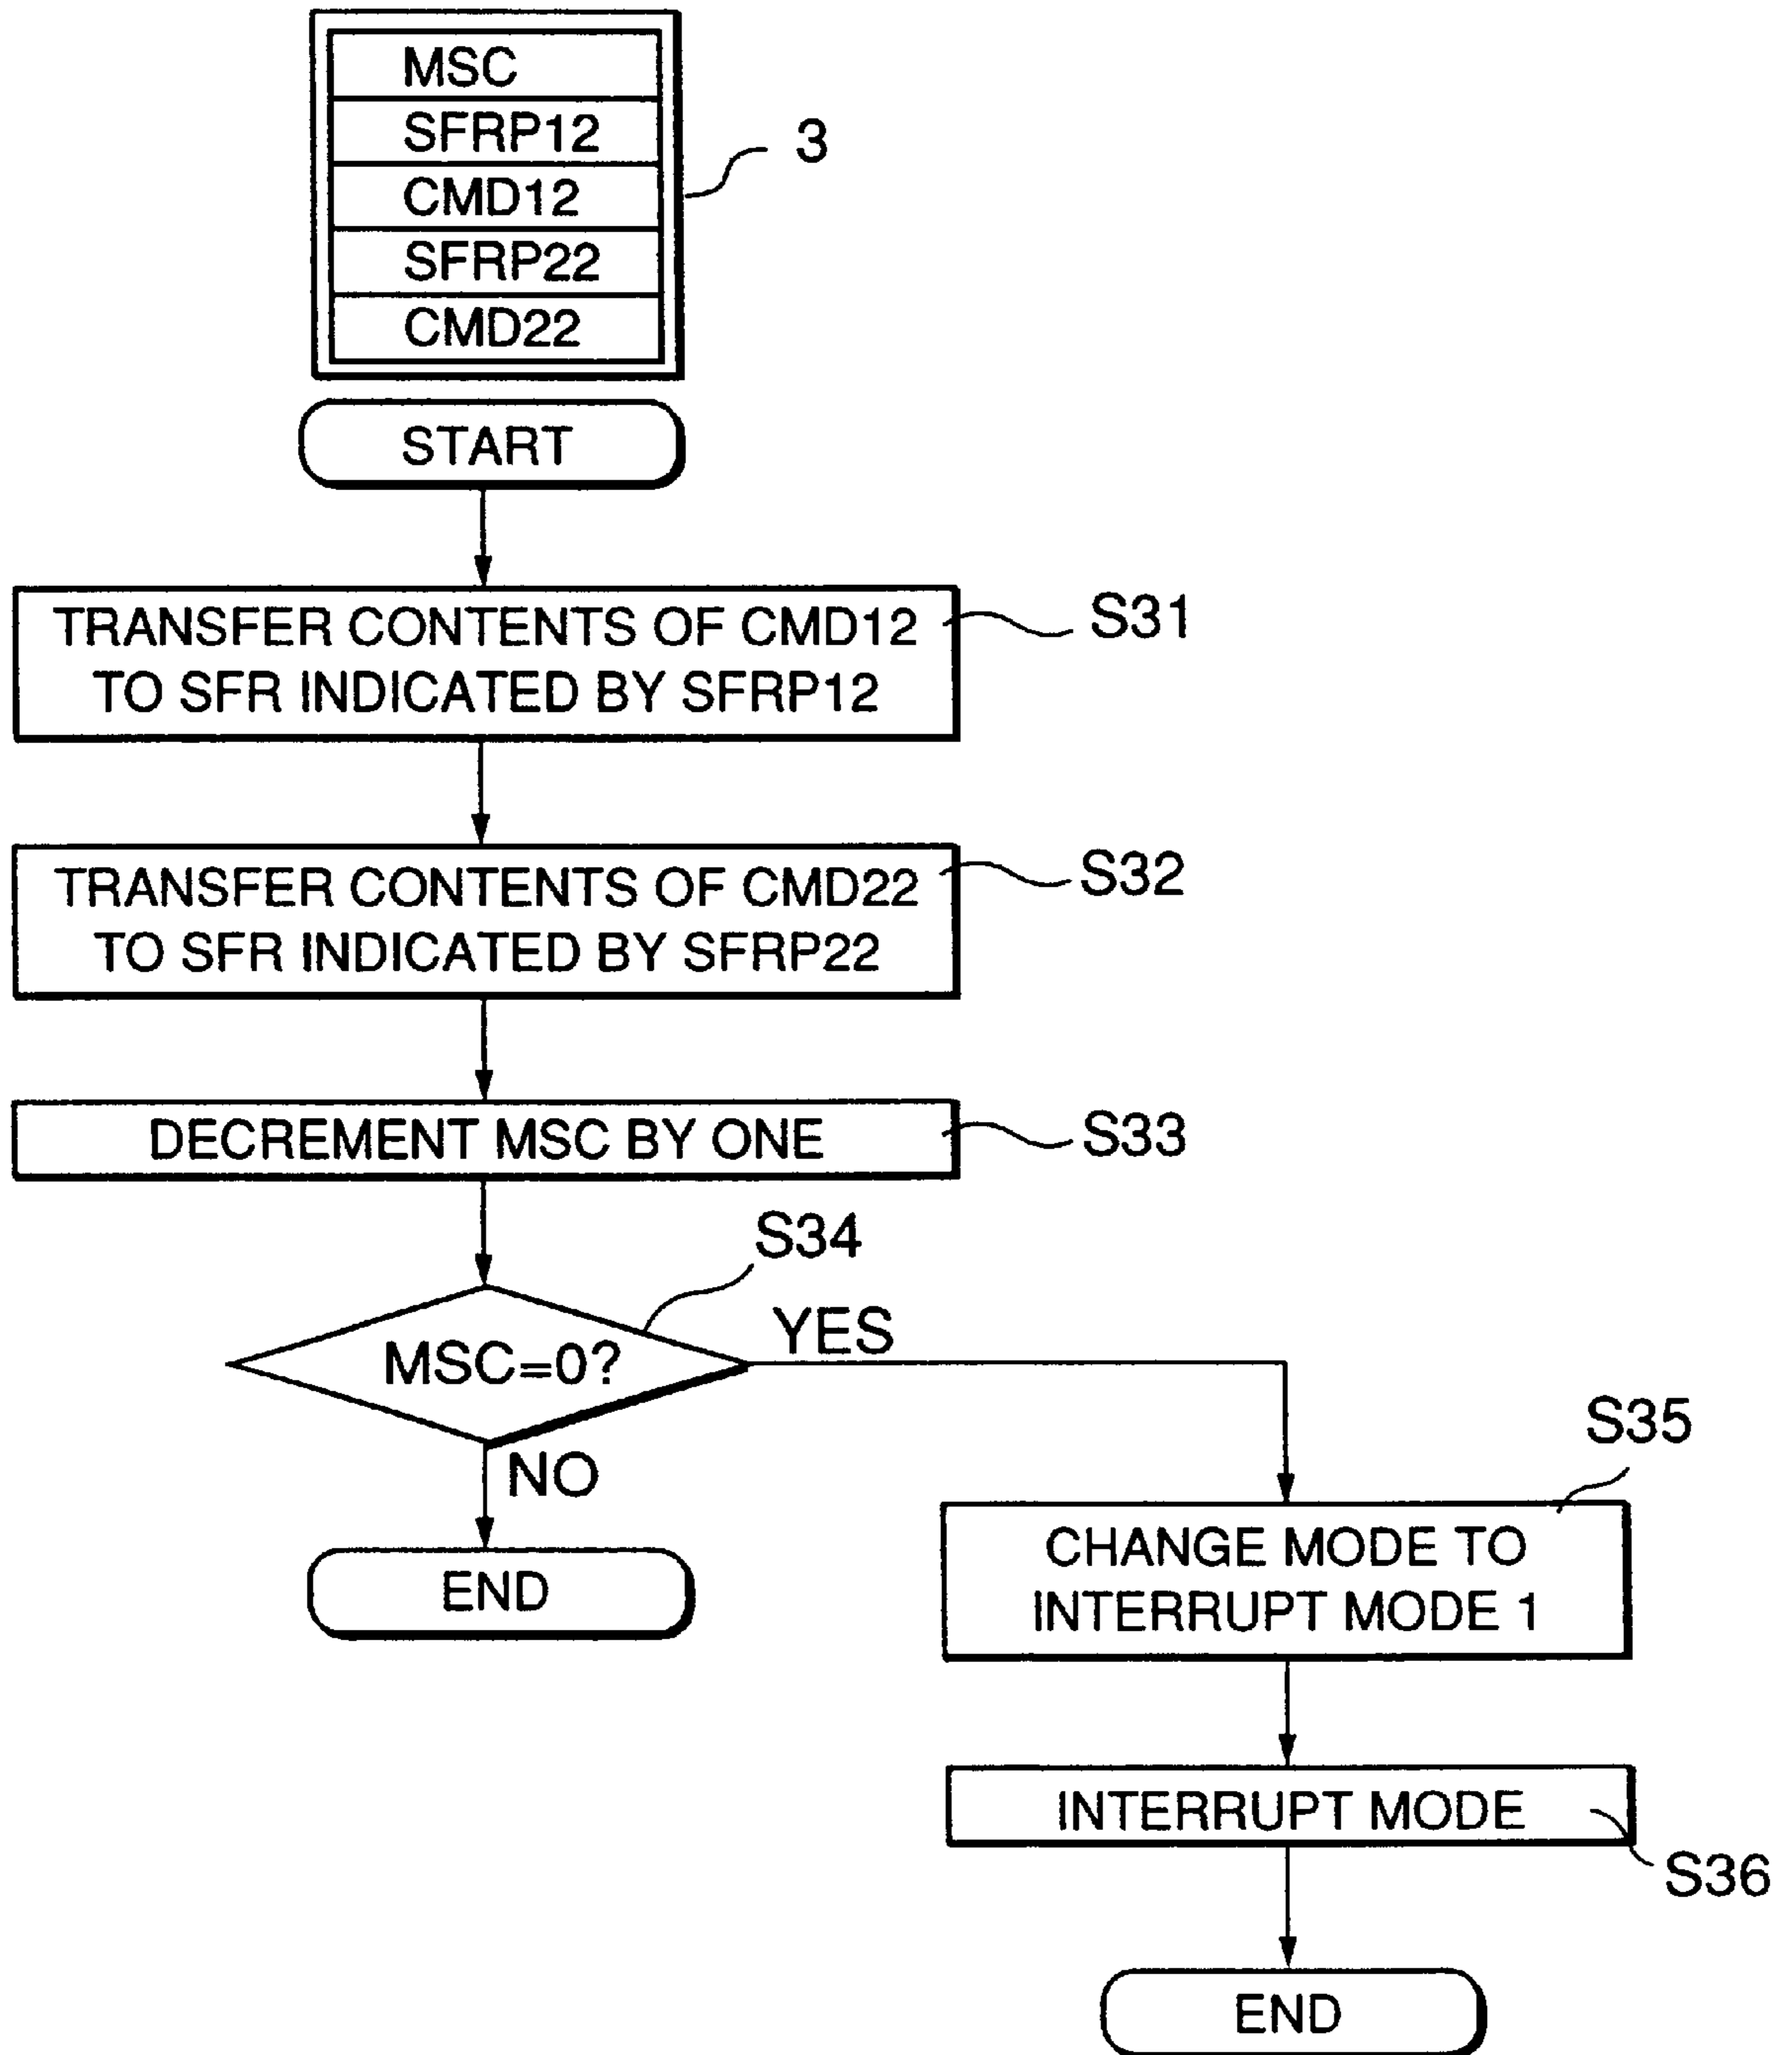 MSC
SFRP12
CMD12
SFRP22
CMD22
3
START
TRANSFER CONTENTS OF CMD12
TO SFR INDICATED BY SFRP12
S31
TRANSFER CONTENTS OF CMD22
TO SFR INDICATED BY SFRP22
S32
DECREMENT MSC BY ONE
S33
S34
MSC=0?
YES
NO
END
S35
CHANGE MODE TO
INTERRUPT MODE 1
INTERRUPT MODE
S36
END